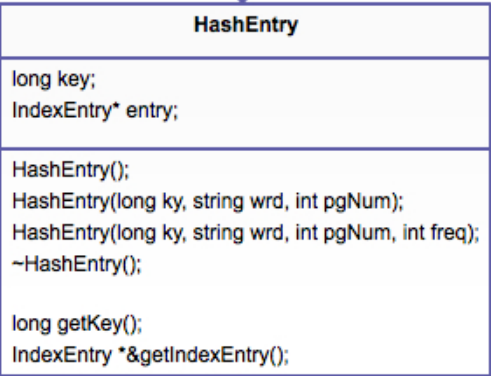 HashEntry
long key;
IndexEntry* entry;
HashEntry();
HashEntry(long ky, string wrd, int pgNum);
HashEntry(long ky, string wrd, int pgNum, int freq);
~HashEntry();
long getKey();
IndexEntry *&getIndexEntry();